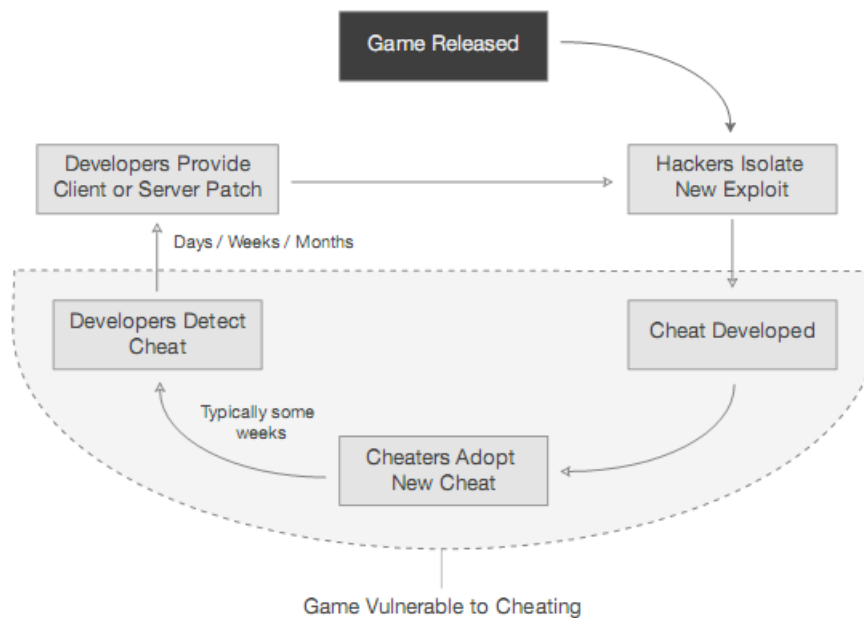 Game Released
Developers Provide
Client or Server Patch
Hackers Isolate
New Exploit
Days / Weeks / Months
Developers Detect
Cheat
Cheat Developed
Typically some
weeks
Cheaters Adopt
New Cheat
Game Vulnerable to Cheating